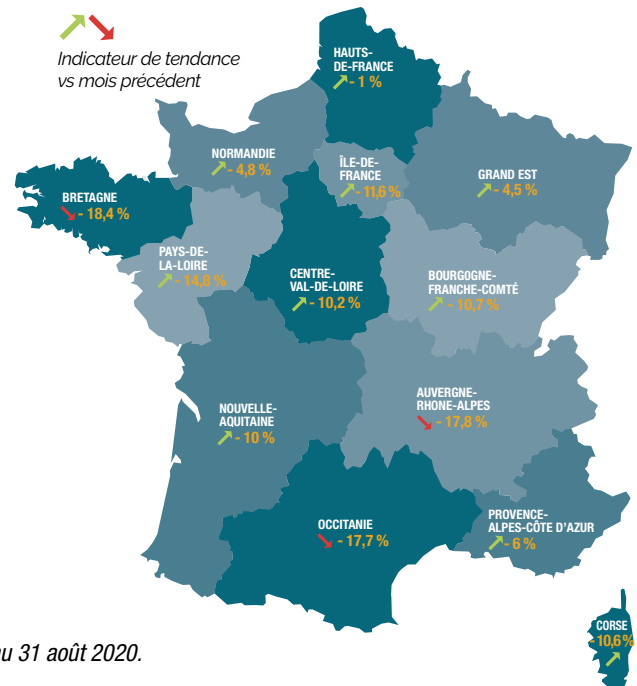 Indicateur de tendance
vs mois précédent
HAUTS-
DE-FRANCE
- 1 %
NORMANDIE
- 4,8 %
ÎLE-DE-
FRANCE
- 11,6 %
GRAND EST
- 4,5 %
BRETAGNE
- 18,4 %
PAYS-DE-
LA-LOIRE
- 14,8 %
CENTRE-
VAL-DE-LOIRE
- 10,2 %
BOURGOGNE-
FRANCHE-COMTÉ
- 10,7 %
AUVERGNE-
RHONE-ALPES
- 17,8 %
NOUVELLE-
AQUITAINE
- 10 %
OCCITANIE
- 17,7 %
PROVENCE-
ALPES-CÔTE D'AZUR
- 6 %
CORSE
- 10,6 %
au 31 août 2020.